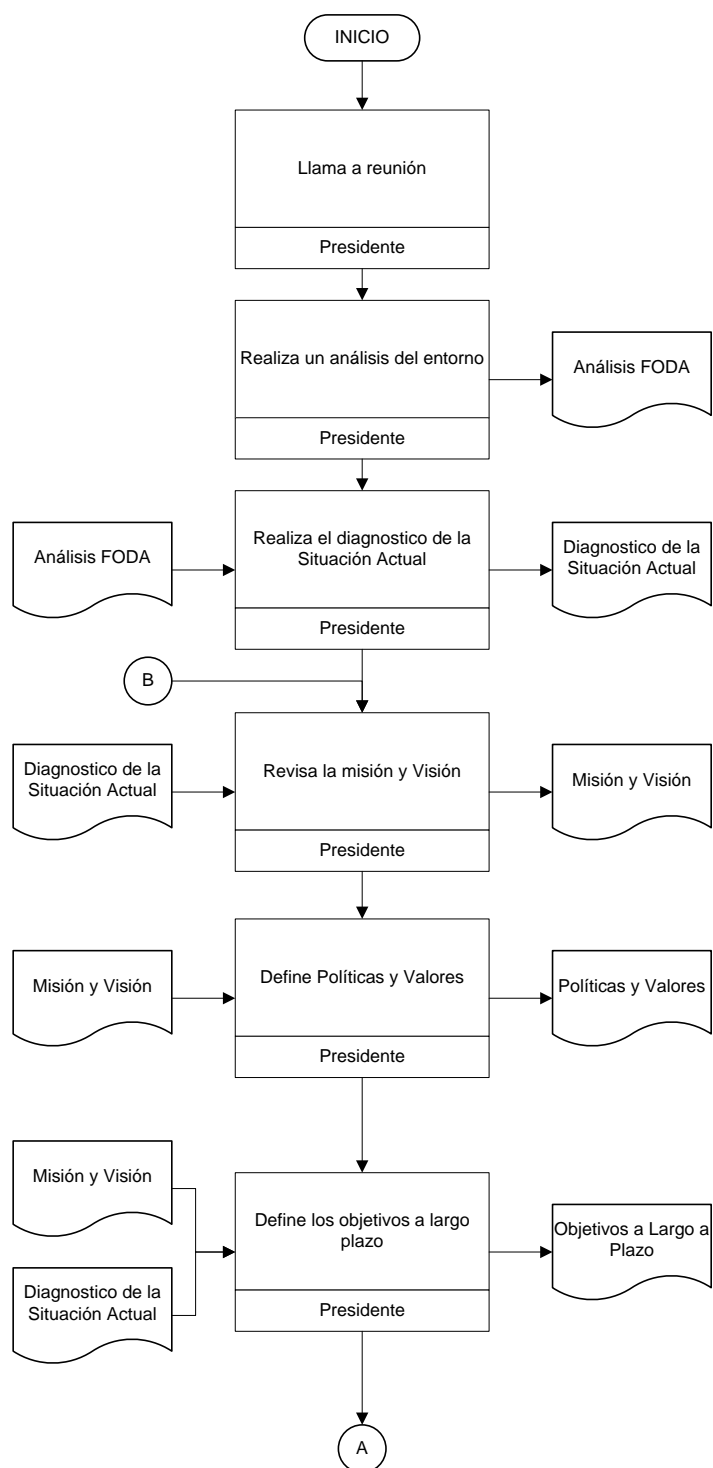 INICIO
Llama a reunión
Presidente
Realiza un análisis del entorno
Presidente
Análisis FODA
Análisis FODA
Realiza el diagnostico de la
Situación Actual
Presidente
Diagnostico de la
Situación Actual
B
Diagnostico de la
Situación Actual
Revisa la misión y Visión
Presidente
Misión y Visión
Misión y Visión
Define Políticas y Valores
Presidente
Políticas y Valores
Misión y Visión
Diagnostico de la
Situación Actual
Define los objetivos a largo
plazo
Presidente
Objetivos a Largo a
Plazo
A